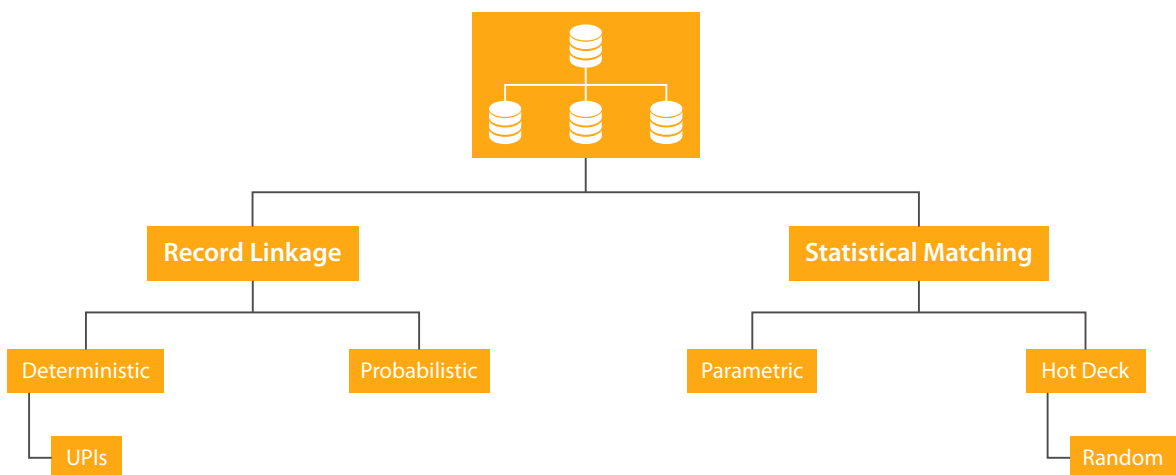 Record Linkage
Statistical Matching
Deterministic
Probabilistic
Parametric
Hot Deck
UPIs
Random